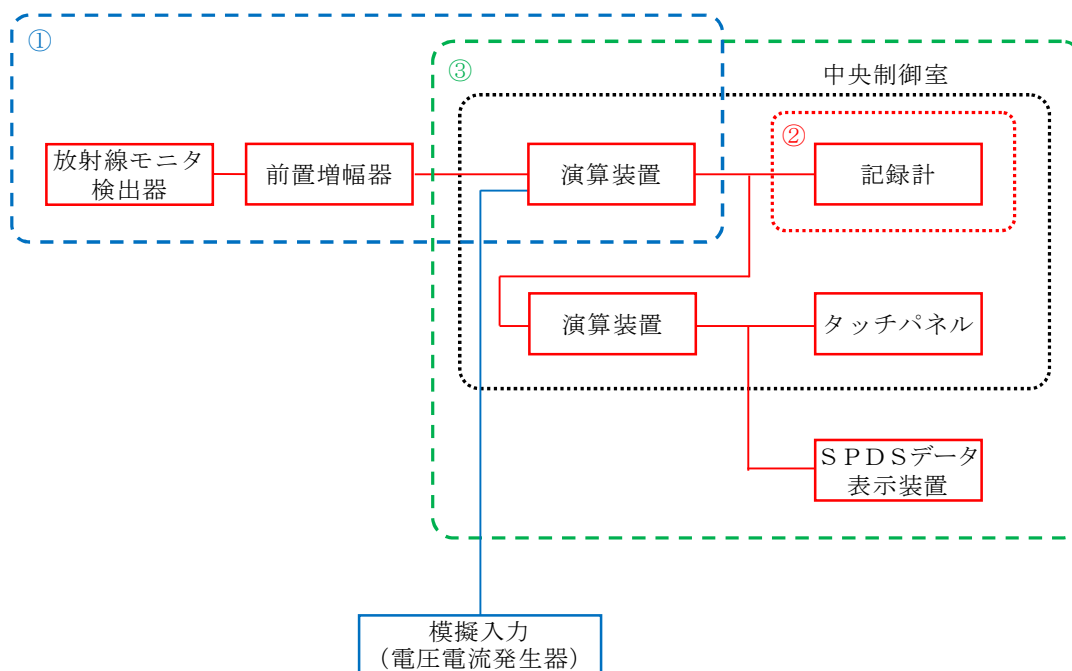 ①
③
中央制御室
②
放射線モニタ
検出器
前置増幅器
演算装置
記録計
演算装置
タッチパネル
ＳＰＤＳデータ
表示装置
模擬入力
（電圧電流発生器）